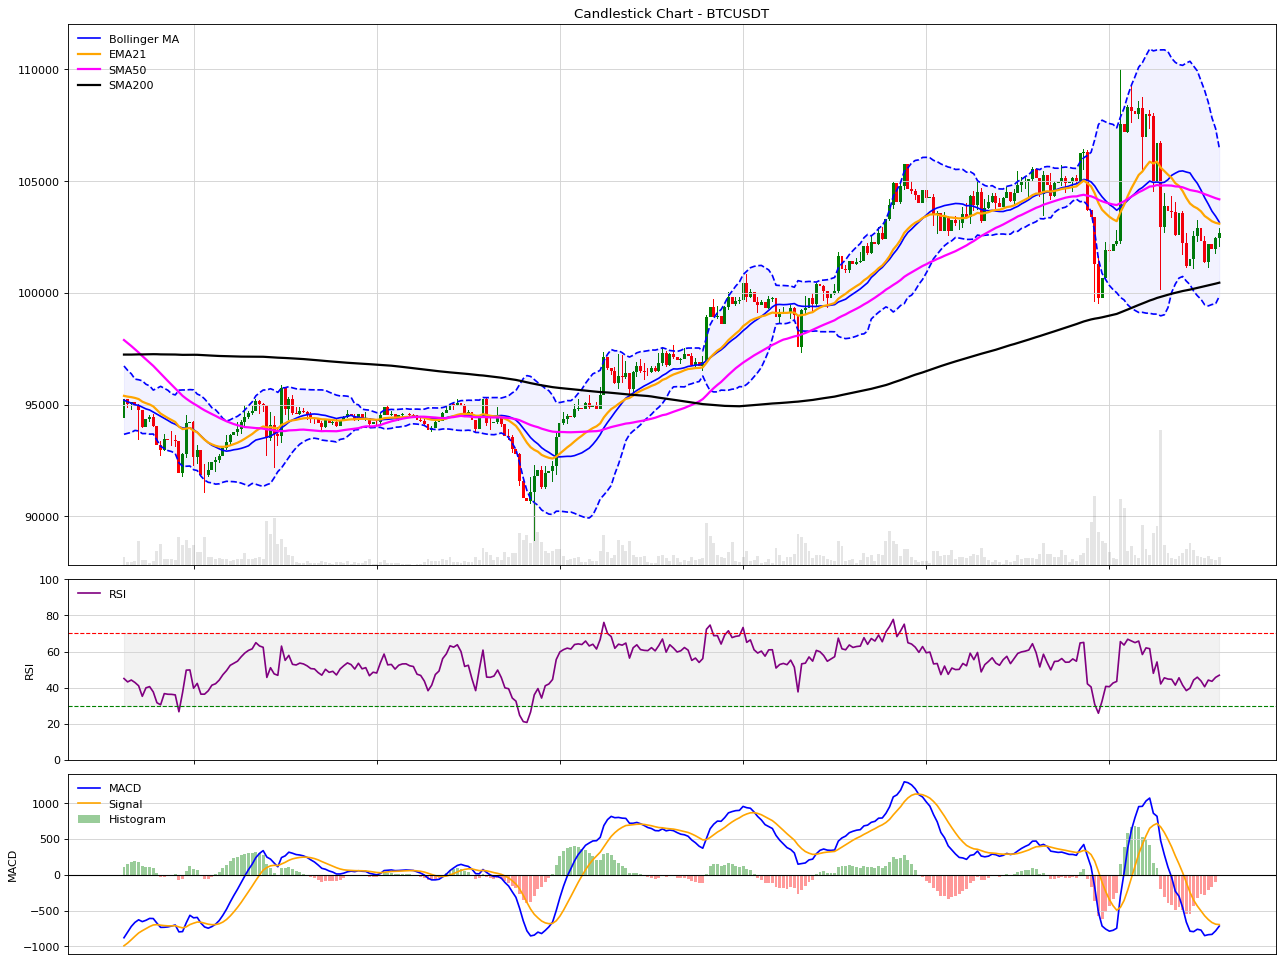 Candlestick Chart - BTCUSDT
Bollinger MA
EMA21
SMA50
SMA200
110000
105000
100000
95000
90000
100
RSI
80
60
RSI
40
20
0
MACD
1000
Signal
Histogram
500
MACD
0
−500
−1000